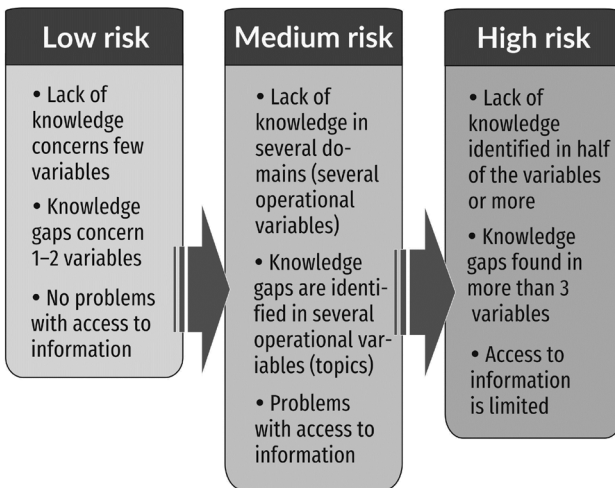 Low risk
• Lack of
knowledge
concerns few
variables
• Knowledge
gaps concern
1–2 variables
• No problems
with access to
information
Medium risk
• Lack of
knowledge in
several do-
mains (several
operational
variables)
• Knowledge
gaps are identi-
fied in several
operational var-
iables (topics)
• Problems
with access to
information
High risk
• Lack of
knowledge
identified in half
of the variables
or more
• Knowledge
gaps found in
more than 3
variables
• Access to
information
is limited